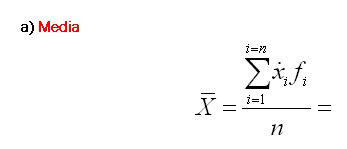 a) Media
i=n
∑ẋᵢfᵢ
i=1
X̅ = ―――― =
n